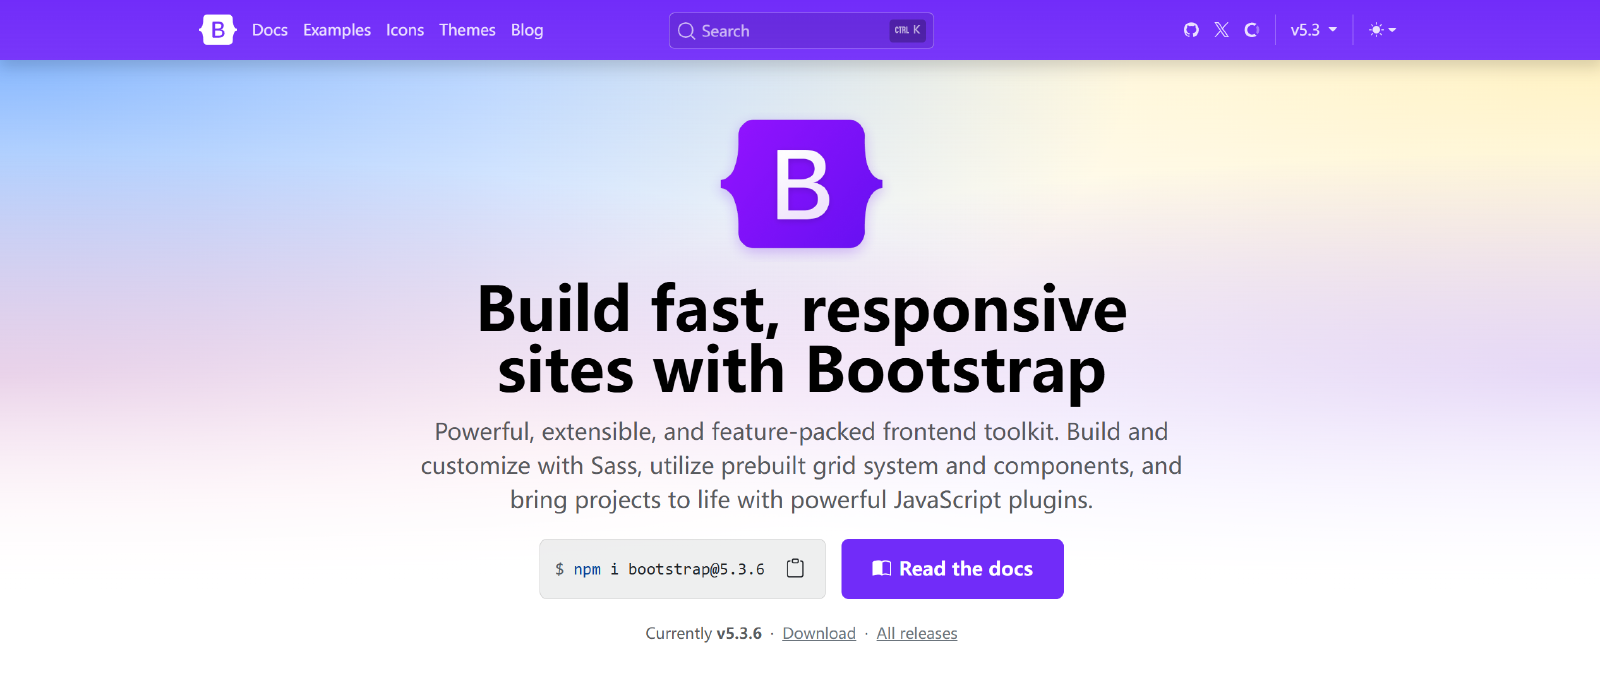 B Docs Examples Icons Themes Blog Search CTRL K v5.3
B
Build fast, responsive
sites with Bootstrap
Powerful, extensible, and feature-packed frontend toolkit. Build and
customize with Sass, utilize prebuilt grid system and components, and
bring projects to life with powerful JavaScript plugins.
$ npm i bootstrap@5.3.6 Read the docs
Currently v5.3.6 · Download · All releases